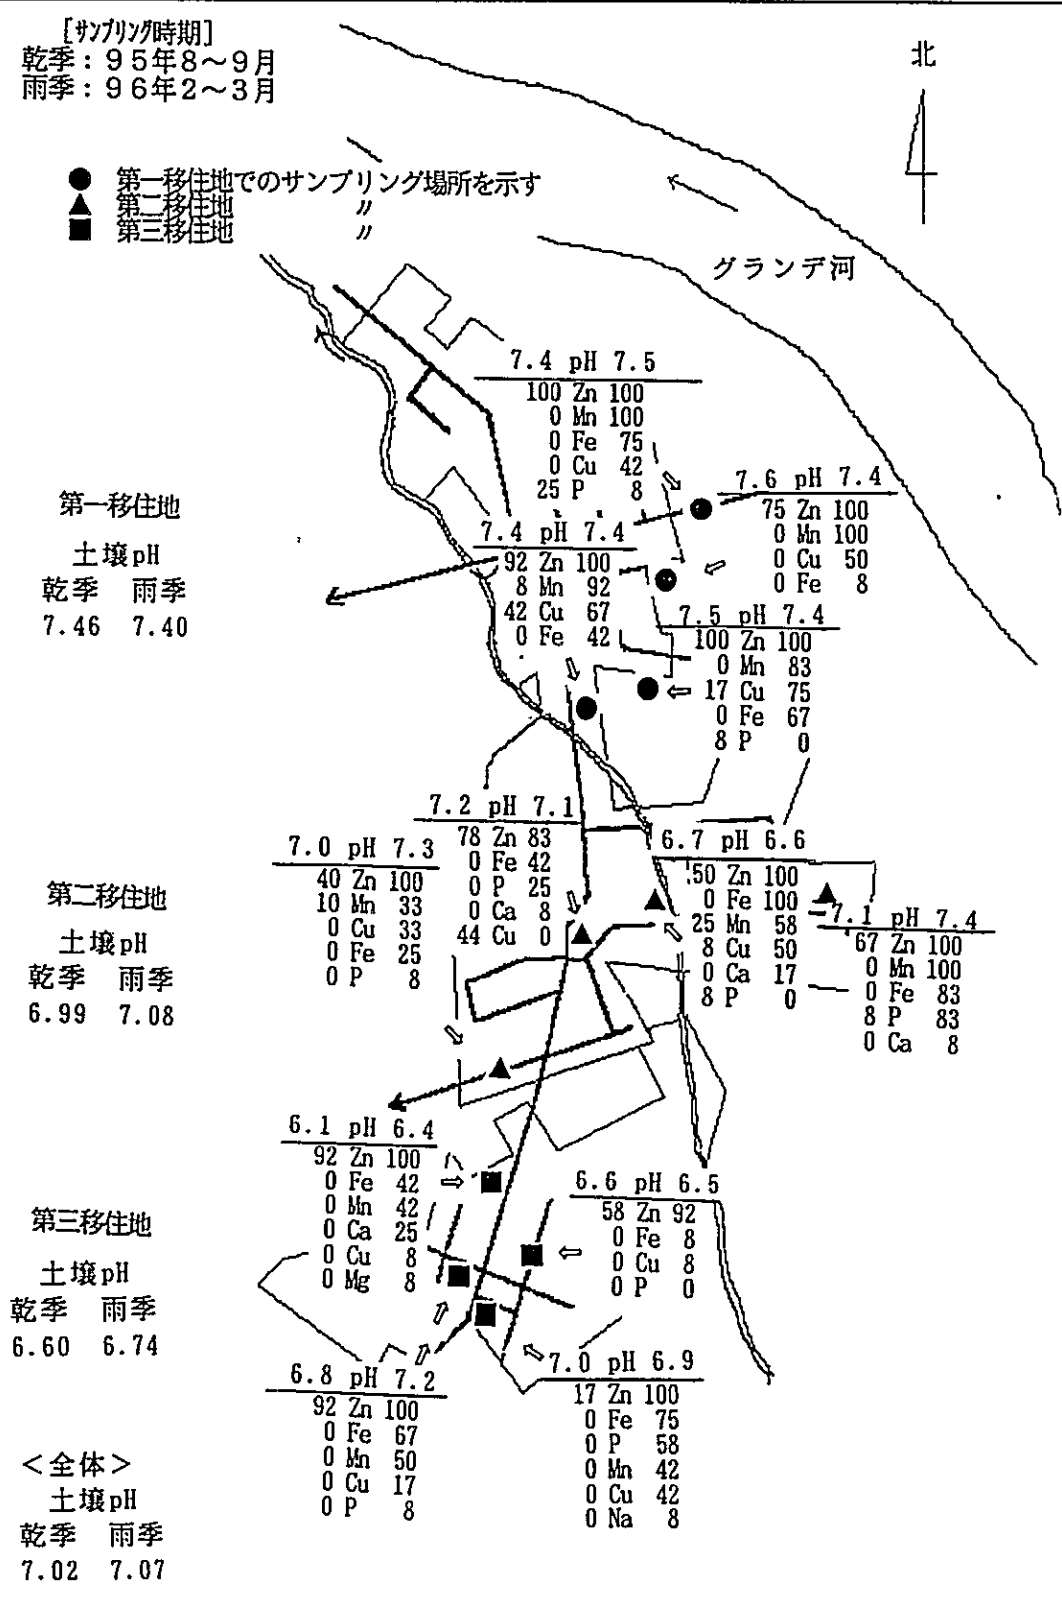 [サンプリング時期]
乾季：95年8～9月
雨季：96年2～3月
北
● 第一移住地でのサンプリング場所を示す
▲ 第二移住地 〃
■ 第三移住地 〃
グランデ河
7.4 pH 7.5
100 Zn 100
0 Mn 100
0 Fe 75
0 Cu 42
25 P 8
7.6 pH 7.4
75 Zn 100
0 Mn 100
0 Cu 50
0 Fe 8
第一移住地
土壌pH
乾季 雨季
7.46 7.40
7.4 pH 7.4
92 Zn 100
8 Mn 92
42 Cu 67
0 Fe 42
7.5 pH 7.4
100 Zn 100
0 Mn 83
17 Cu 75
0 Fe 67
8 P 0
7.2 pH 7.1
78 Zn 83
0 Fe 42
0 P 25
0 Ca 8
44 Cu 0
7.0 pH 7.3
40 Zn 100
10 Mn 33
0 Cu 33
0 Fe 25
0 P 8
6.7 pH 6.6
50 Zn 100
0 Fe 100
25 Mn 58
8 Cu 50
0 Ca 17
8 P 0
7.1 pH 7.4
67 Zn 100
0 Mn 100
0 Fe 83
8 P 83
0 Ca 8
第二移住地
土壌pH
乾季 雨季
6.99 7.08
6.1 pH 6.4
92 Zn 100
0 Fe 42
0 Mn 42
0 Ca 25
0 Cu 8
0 Mg 8
6.6 pH 6.5
58 Zn 92
0 Fe 8
0 Cu 8
0 P 0
第三移住地
土壌pH
乾季 雨季
6.60 6.74
6.8 pH 7.2
92 Zn 100
0 Fe 67
0 Mn 50
0 Cu 17
0 P 8
7.0 pH 6.9
17 Zn 100
0 Fe 75
0 P 58
0 Mn 42
0 Cu 42
0 Na 8
＜全体＞
土壌pH
乾季 雨季
7.02 7.07